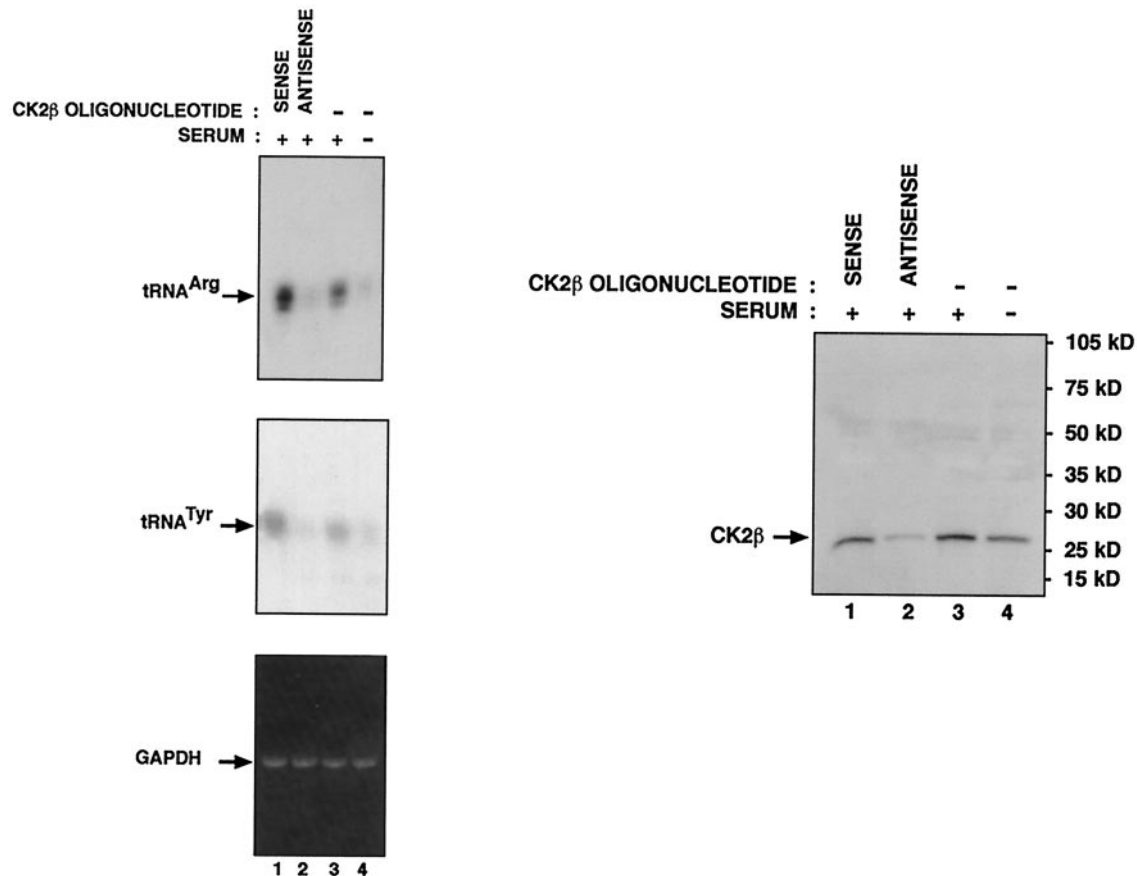 SENSE
ANTISENSE
CK2β OLIGONUCLEOTIDE : - -
SERUM : + + + -
tRNAArg
tRNATyr
GAPDH
1 2 3 4
SENSE
ANTISENSE
CK2β OLIGONUCLEOTIDE : - -
SERUM : + + + -
105 kD
75 kD
50 kD
35 kD
30 kD
CK2β
25 kD
15 kD
1 2 3 4